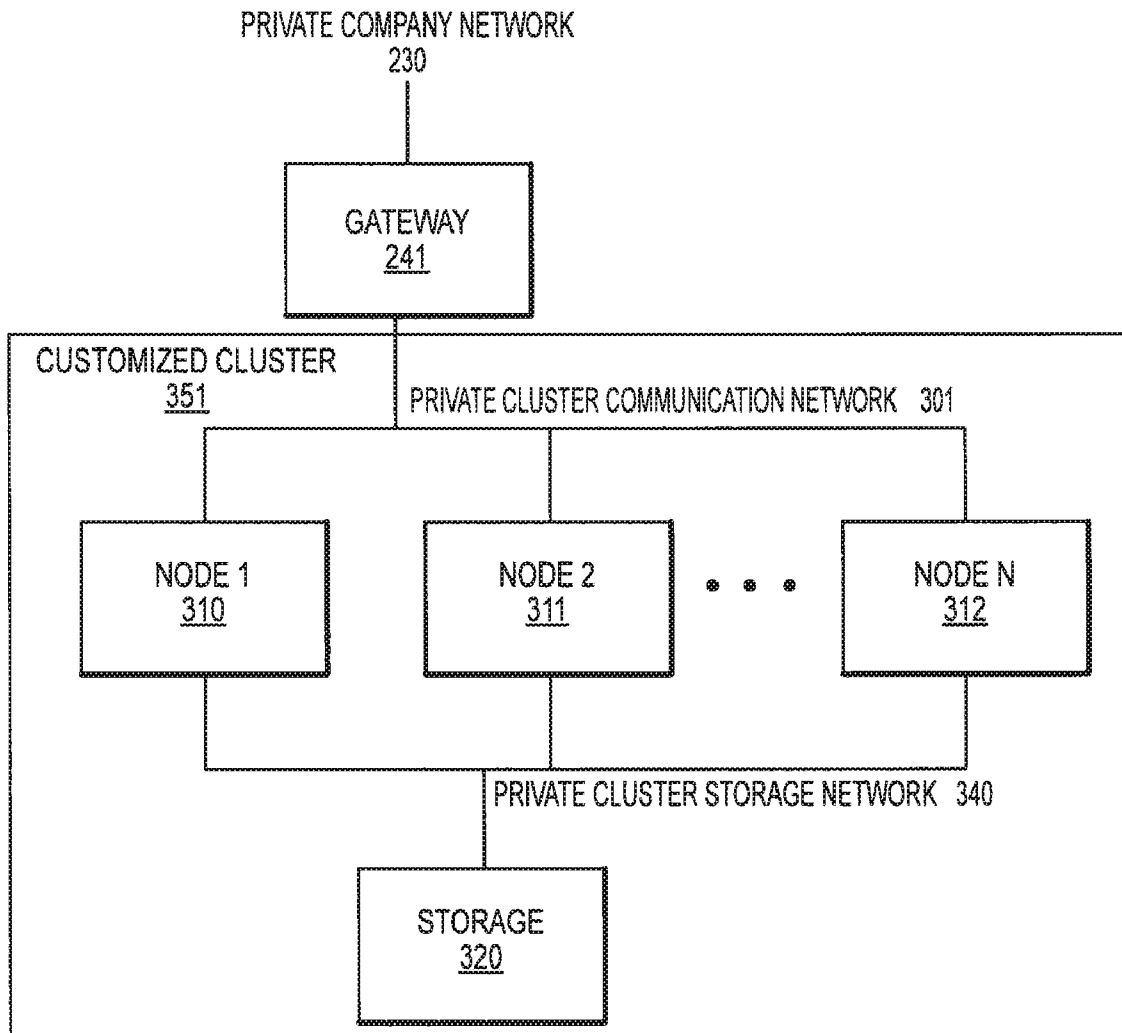 PRIVATE COMPANY NETWORK
230
GATEWAY
241
CUSTOMIZED CLUSTER
351
PRIVATE CLUSTER COMMUNICATION NETWORK 301
NODE 1
310
NODE 2
311
NODE N
312
PRIVATE CLUSTER STORAGE NETWORK 340
STORAGE
320